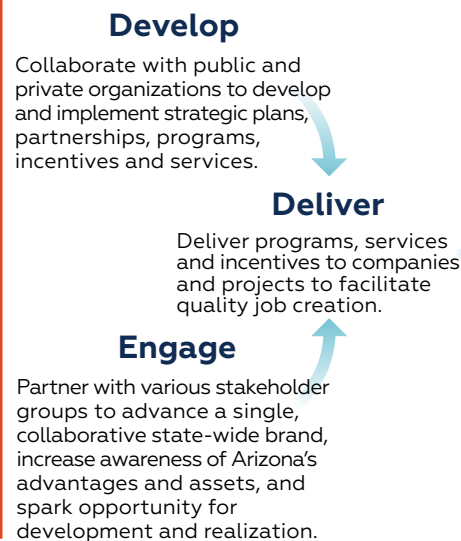 Develop
Collaborate with public and
private organizations to develop
and implement strategic plans,
partnerships, programs,
incentives and services.
Deliver
Deliver programs, services
and incentives to companies
and projects to facilitate
quality job creation.
Engage
Partner with various stakeholder
groups to advance a single,
collaborative state-wide brand,
increase awareness of Arizona's
advantages and assets, and
spark opportunity for
development and realization.